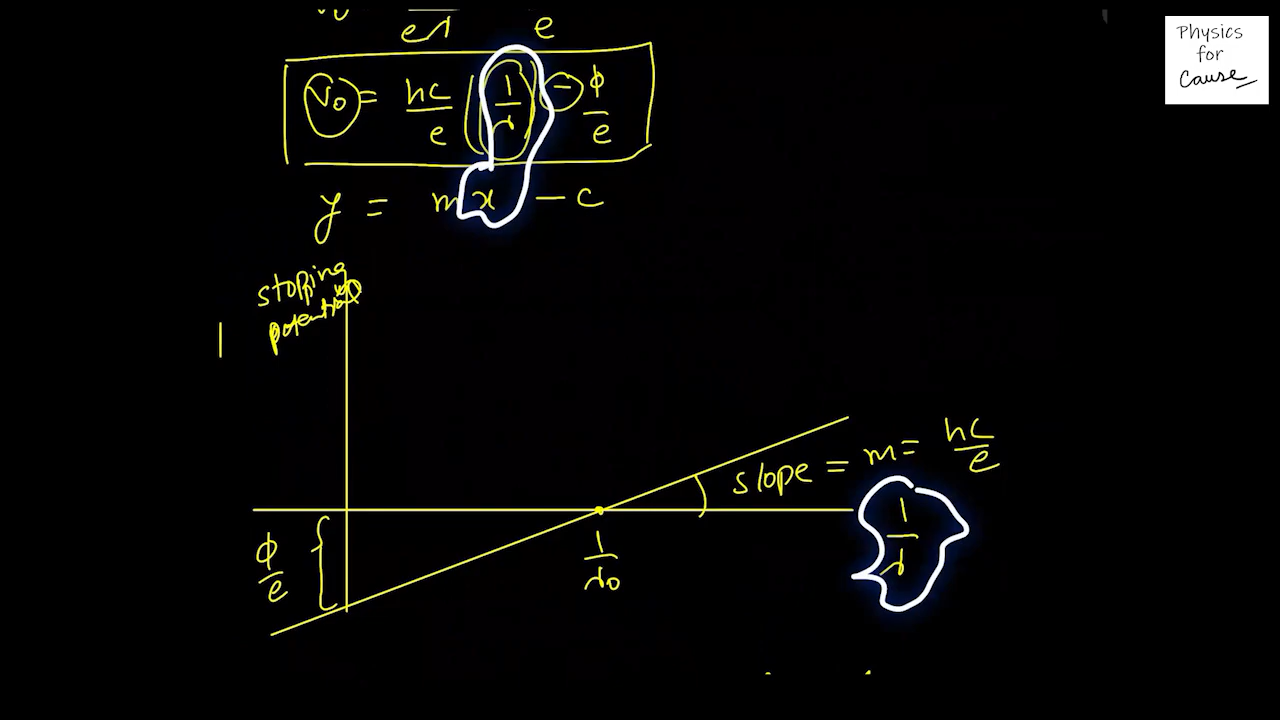 Physics
for
Cause
eλ e
V₀ = hc/e (1/λ) - ϕ/e
y = mx - c
stopping
potential
slope = m = hc/e
1/λ
ϕ/e
1/λ₀